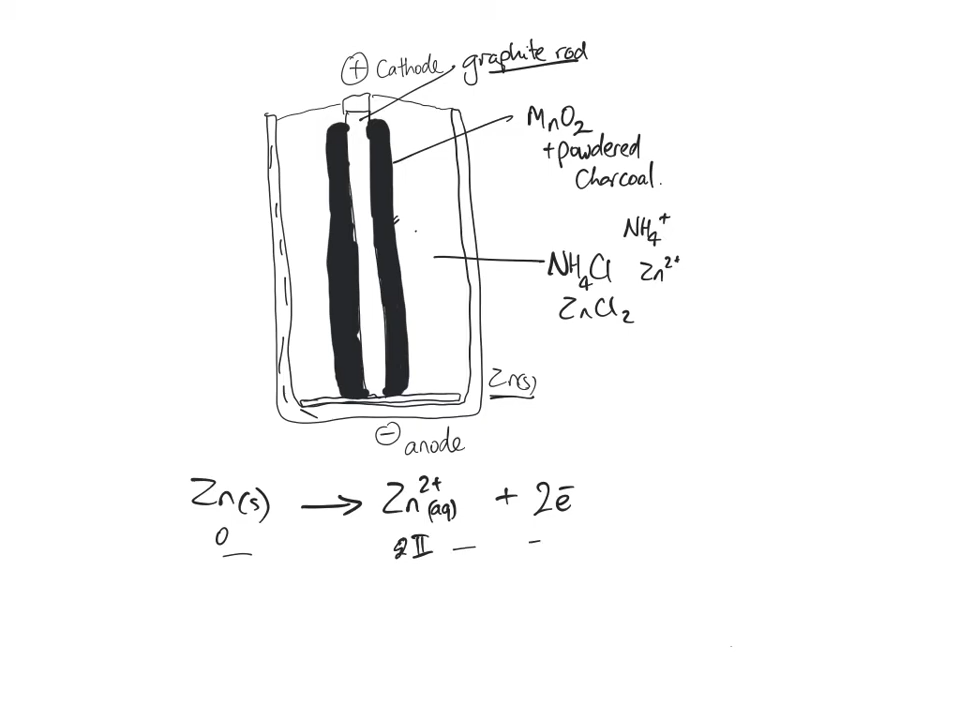 ⊕ Cathode graphite rod
MnO₂
+powdered
Charcoal.
NH₄⁺
NH₄Cl Zn²⁺
ZnCl₂
Zn(s)
⊖ anode
Zn(s) → Zn²⁺(aq) + 2e̅
0 II